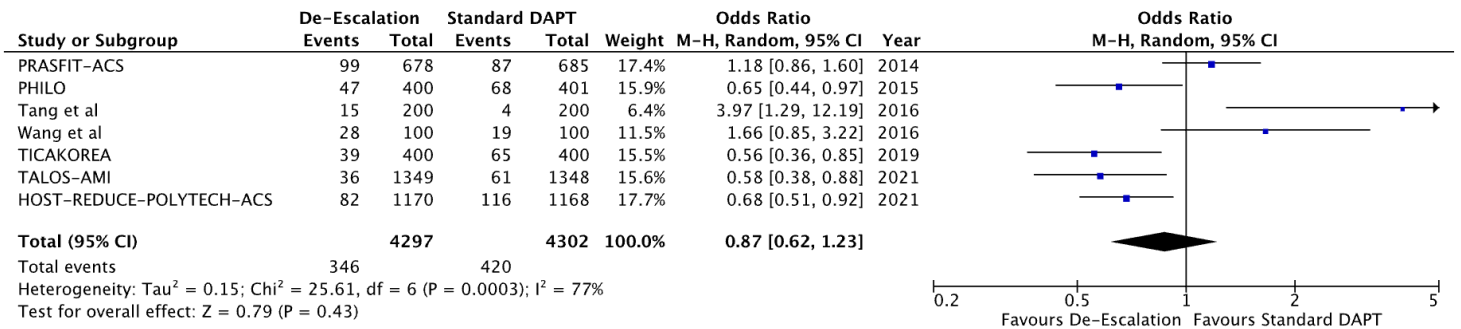 De-Escalation Standard DAPT Odds Ratio Odds Ratio
Study or Subgroup Events Total Events Total Weight M-H, Random, 95% CI Year M-H, Random, 95% CI
PRASFIT-ACS 99 678 87 685 17.4% 1.18 [0.86, 1.60] 2014
PHILO 47 400 68 401 15.9% 0.65 [0.44, 0.97] 2015
Tang et al 15 200 4 200 6.4% 3.97 [1.29, 12.19] 2016
Wang et al 28 100 19 100 11.5% 1.66 [0.85, 3.22] 2016
TICAKOREA 39 400 65 400 15.5% 0.56 [0.36, 0.85] 2019
TALOS-AMI 36 1349 61 1348 15.6% 0.58 [0.38, 0.88] 2021
HOST-REDUCE-POLYTECH-ACS 82 1170 116 1168 17.7% 0.68 [0.51, 0.92] 2021
Total (95% CI) 4297 4302 100.0% 0.87 [0.62, 1.23]
Total events 346 420
Heterogeneity: Tau² = 0.15; Chi² = 25.61, df = 6 (P = 0.0003); I² = 77%
Test for overall effect: Z = 0.79 (P = 0.43)
0.2 0.5 1 2 5
Favours De-Escalation Favours Standard DAPT